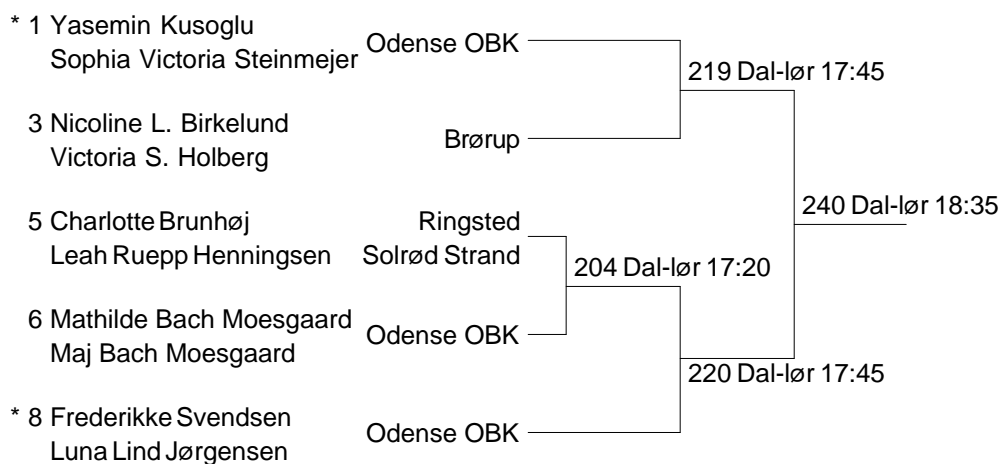 * 1 Yasemin Kusoglu
Sophia Victoria Steinmejer
Odense OBK
219 Dal-lør 17:45
3 Nicoline L. Birkelund
Victoria S. Holberg
Brørup
240 Dal-lør 18:35
5 Charlotte Brunhøj
Leah Ruepp Henningsen
Ringsted
Solrød Strand
204 Dal-lør 17:20
6 Mathilde Bach Moesgaard
Maj Bach Moesgaard
Odense OBK
220 Dal-lør 17:45
* 8 Frederikke Svendsen
Luna Lind Jørgensen
Odense OBK